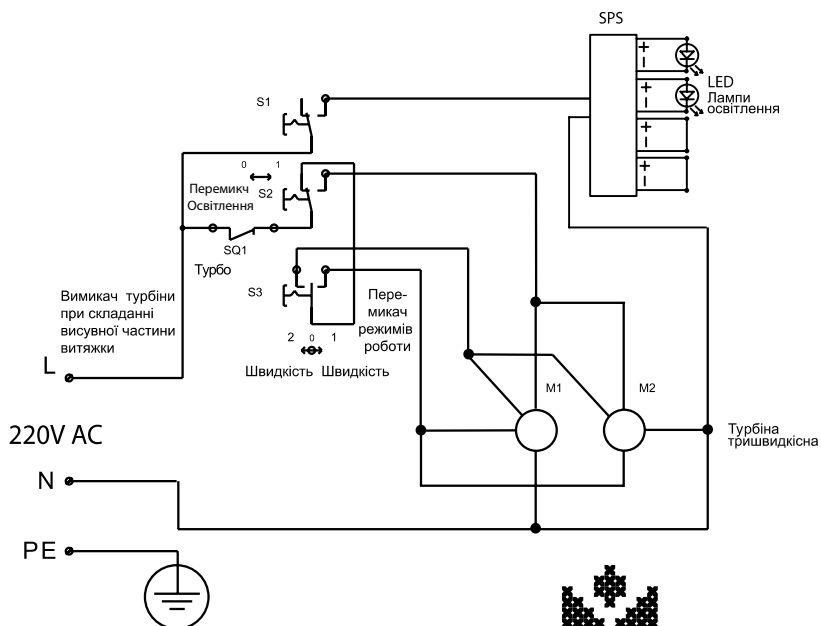 SPS
+
–
LED
Лампи
освітлення
+
–
+
–
+
–
S1
0 1
Перемикч
Освітлення
S2
SQ1
Турбо
S3
Вимикач турбіни
при складанні
висувної частини
витяжки
Пере-
микач
режимів
роботи
2 0 1
Швидкість Швидкість
L
M1
M2
220V AC
Турбіна
тришвидкісна
N
PE